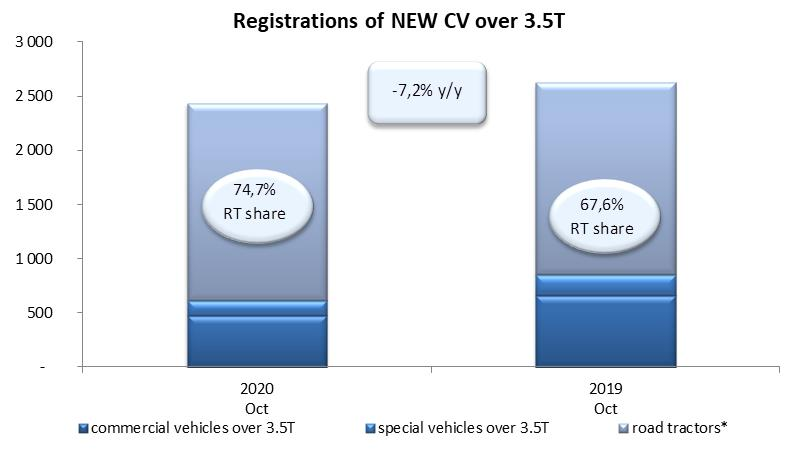 Registrations of NEW CV over 3.5T
3 000
2 500
2 000
1 500
1 000
500
-
-7,2% y/y
74,7%
RT share
67,6%
RT share
2020
Oct
2019
Oct
commercial vehicles over 3.5T
special vehicles over 3.5T
road tractors*